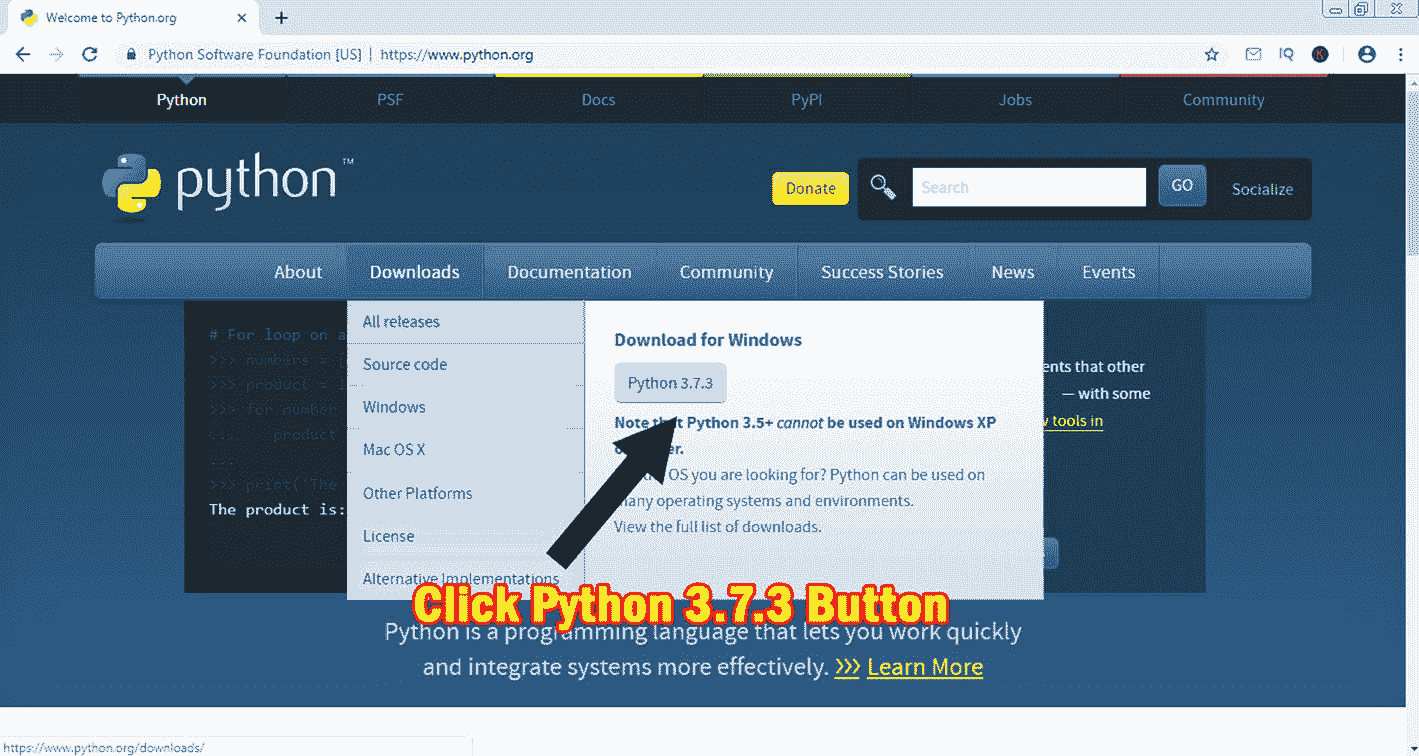 Welcome to Python.org
Python Software Foundation [US] | https://www.python.org
Python PSF Docs PyPI Jobs Community
python™
Donate Search GO Socialize
About Downloads Documentation Community Success Stories News Events
All releases
Source code
Windows
Mac OS X
Other Platforms
License
Alternative Implementations
Download for Windows
Python 3.7.3
Note Python 3.5+ cannot be used on Windows XP
OS you are looking for? Python can be used on
many operating systems and environments.
View the full list of downloads.
# For loop on a
>>> numbers =
>>> product =
>>> for number
... product
...
>>> print('The
The product is:
ents that other
— with some
tools in
Click Python 3.7.3 Button
Python is a programming language that lets you work quickly
and integrate systems more effectively. >>> Learn More
https://www.python.org/downloads/